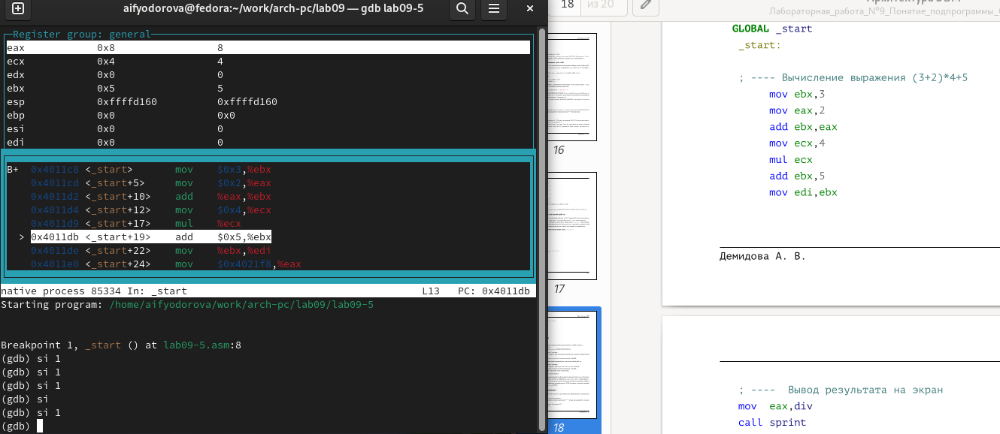 aifyodorova@fedora:~/work/arch-pc/lab09 — gdb lab09-5
Register group: general
eax 0x8 8
ecx 0x4 4
edx 0x0 0
ebx 0x5 5
esp 0xffffd160 0xffffd160
ebp 0x0 0x0
esi 0x0 0
edi 0x0 0
B+ 0x4011c8 <_start> mov $0x3,%ebx
0x4011cd <_start+5> mov $0x2,%eax
0x4011d2 <_start+10> add %eax,%ebx
0x4011d4 <_start+12> mov $0x4,%ecx
0x4011d9 <_start+17> mul %ecx
> 0x4011db <_start+19> add $0x5,%ebx
0x4011de <_start+22> mov %ebx,%edi
0x4011e0 <_start+24> mov $0x4021f8,%eax
native process 85334 In: _start L13 PC: 0x4011db
Starting program: /home/aifyodorova/work/arch-pc/lab09/lab09-5
Breakpoint 1, _start () at lab09-5.asm:8
(gdb) si 1
(gdb) si 1
(gdb) si 1
(gdb) si
(gdb) si 1
(gdb)
18 из 20
16
17
18
Лабораторная_работа_№9_Понятие_подпрограммы_
GLOBAL _start
_start:
; ---- Вычисление выражения (3+2)*4+5
mov ebx,3
mov eax,2
add ebx,eax
mov ecx,4
mul ecx
add ebx,5
mov edi,ebx
Демидова А. В.
; ---- Вывод результата на экран
mov eax,div
call sprint